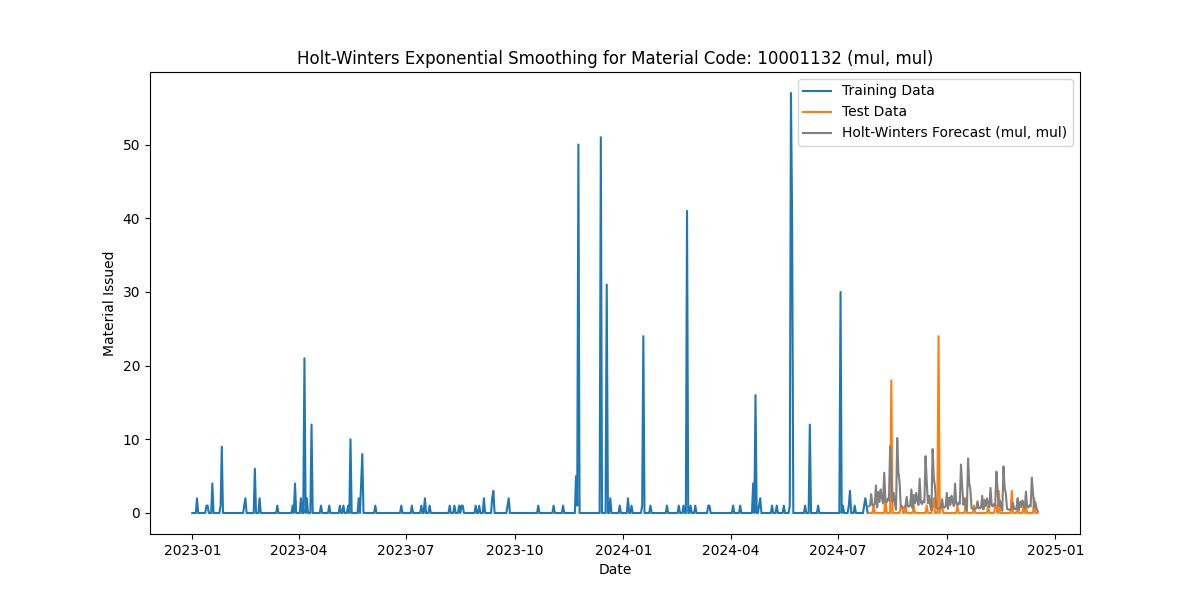 Holt-Winters Exponential Smoothing for Material Code: 10001132 (mul, mul)
Training Data
Test Data
Holt-Winters Forecast (mul, mul)
Material Issued
50
40
30
20
10
0
2023-01
2023-04
2023-07
2023-10
2024-01
2024-04
2024-07
2024-10
2025-01
Date